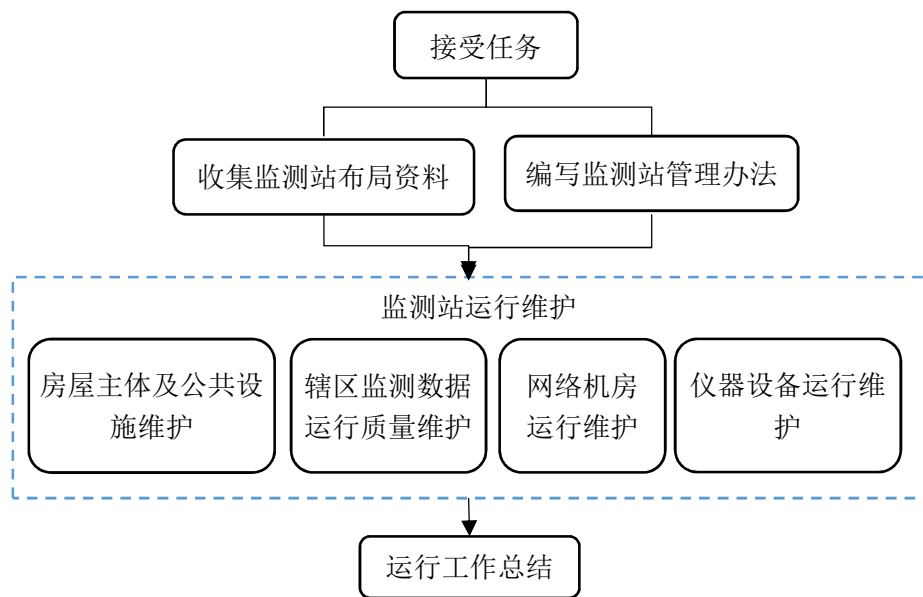 接受任务
收集监测站布局资料
编写监测站管理办法
监测站运行维护
房屋主体及公共设
施维护
辖区监测数据
运行质量维护
网络机房
运行维护
仪器设备运行维
护
运行工作总结